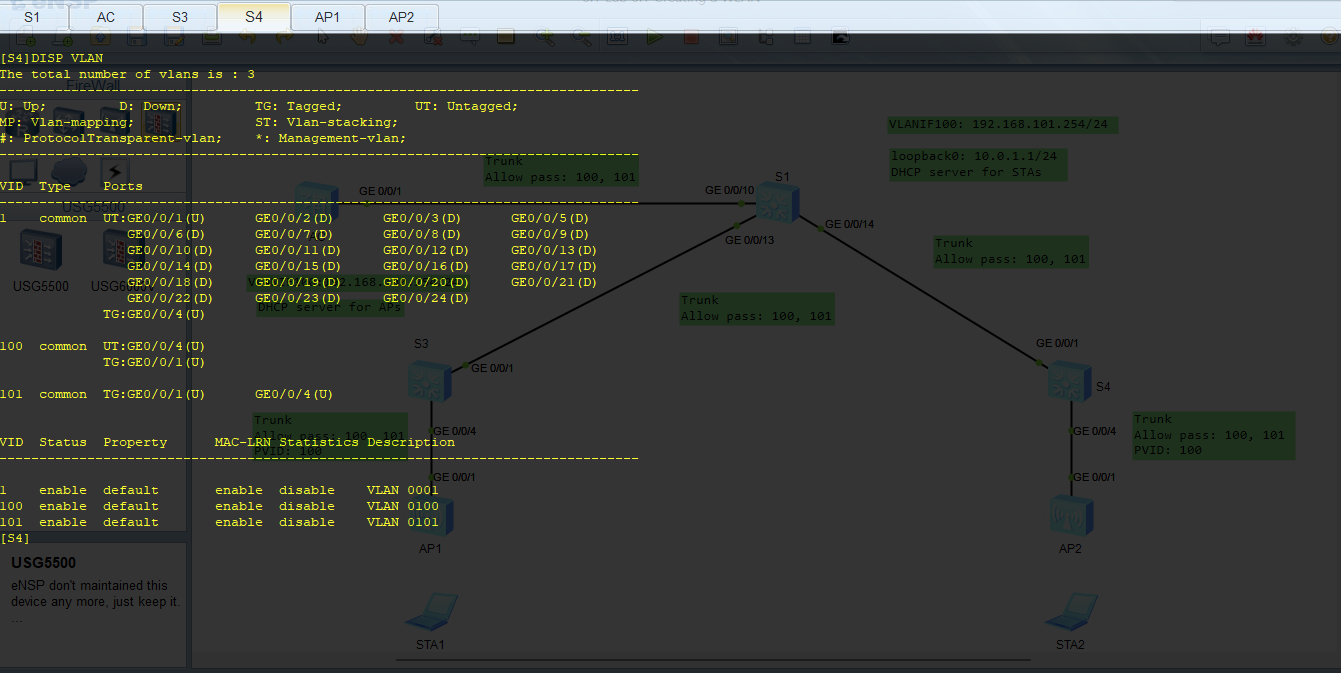 S1 AC S3 S4 AP1 AP2
[S4]DISP VLAN
The total number of vlans is : 3
--------------------------------------------------------------------------------
U: Up; D: Down; TG: Tagged; UT: Untagged;
MP: Vlan-mapping; ST: Vlan-stacking;
#: ProtocolTransparent-vlan; *: Management-vlan;
--------------------------------------------------------------------------------
VID Type Ports
--------------------------------------------------------------------------------
1 common UT:GE0/0/1(U) GE0/0/2(D) GE0/0/3(D) GE0/0/5(D)
GE0/0/6(D) GE0/0/7(D) GE0/0/8(D) GE0/0/9(D)
GE0/0/10(D) GE0/0/11(D) GE0/0/12(D) GE0/0/13(D)
GE0/0/14(D) GE0/0/15(D) GE0/0/16(D) GE0/0/17(D)
GE0/0/18(D) GE0/0/19(D) GE0/0/20(D) GE0/0/21(D)
GE0/0/22(D) GE0/0/23(D) GE0/0/24(D)
TG:GE0/0/4(U)
100 common UT:GE0/0/4(U)
TG:GE0/0/1(U)
101 common TG:GE0/0/1(U) GE0/0/4(U)
VID Status Property MAC-LRN Statistics Description
--------------------------------------------------------------------------------
1 enable default enable disable VLAN 0001
100 enable default enable disable VLAN 0100
101 enable default enable disable VLAN 0101
[S4]
FireWall
USG5500
USG5500
USG5500
eNSP don't maintained this
device any more, just keep it.
...
VLANIF100: 192.168.101.254/24
loopback0: 10.0.1.1/24
DHCP server for STAs
Trunk
Allow pass: 100, 101
GE 0/0/1
GE 0/0/10
S1
GE 0/0/13
GE 0/0/14
Trunk
Allow pass: 100, 101
Trunk
Allow pass: 100, 101
DHCP server for APs
S3
GE 0/0/1
GE 0/0/1
S4
Trunk
Allow pass: 100, 101
PVID: 100
GE 0/0/4
GE 0/0/1
AP1
STA1
Trunk
Allow pass: 100, 101
PVID: 100
GE 0/0/4
GE 0/0/1
AP2
STA2